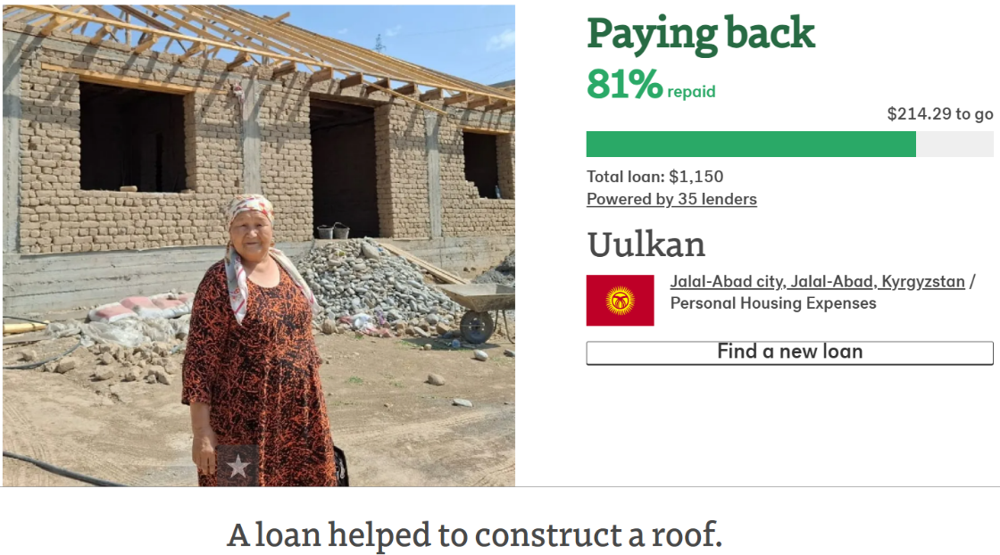 Paying back
81% repaid
$214.29 to go
Total loan: $1,150
Powered by 35 lenders
Uulkan
Jalal-Abad city, Jalal-Abad, Kyrgyzstan /
Personal Housing Expenses
Find a new loan
A loan helped to construct a roof.